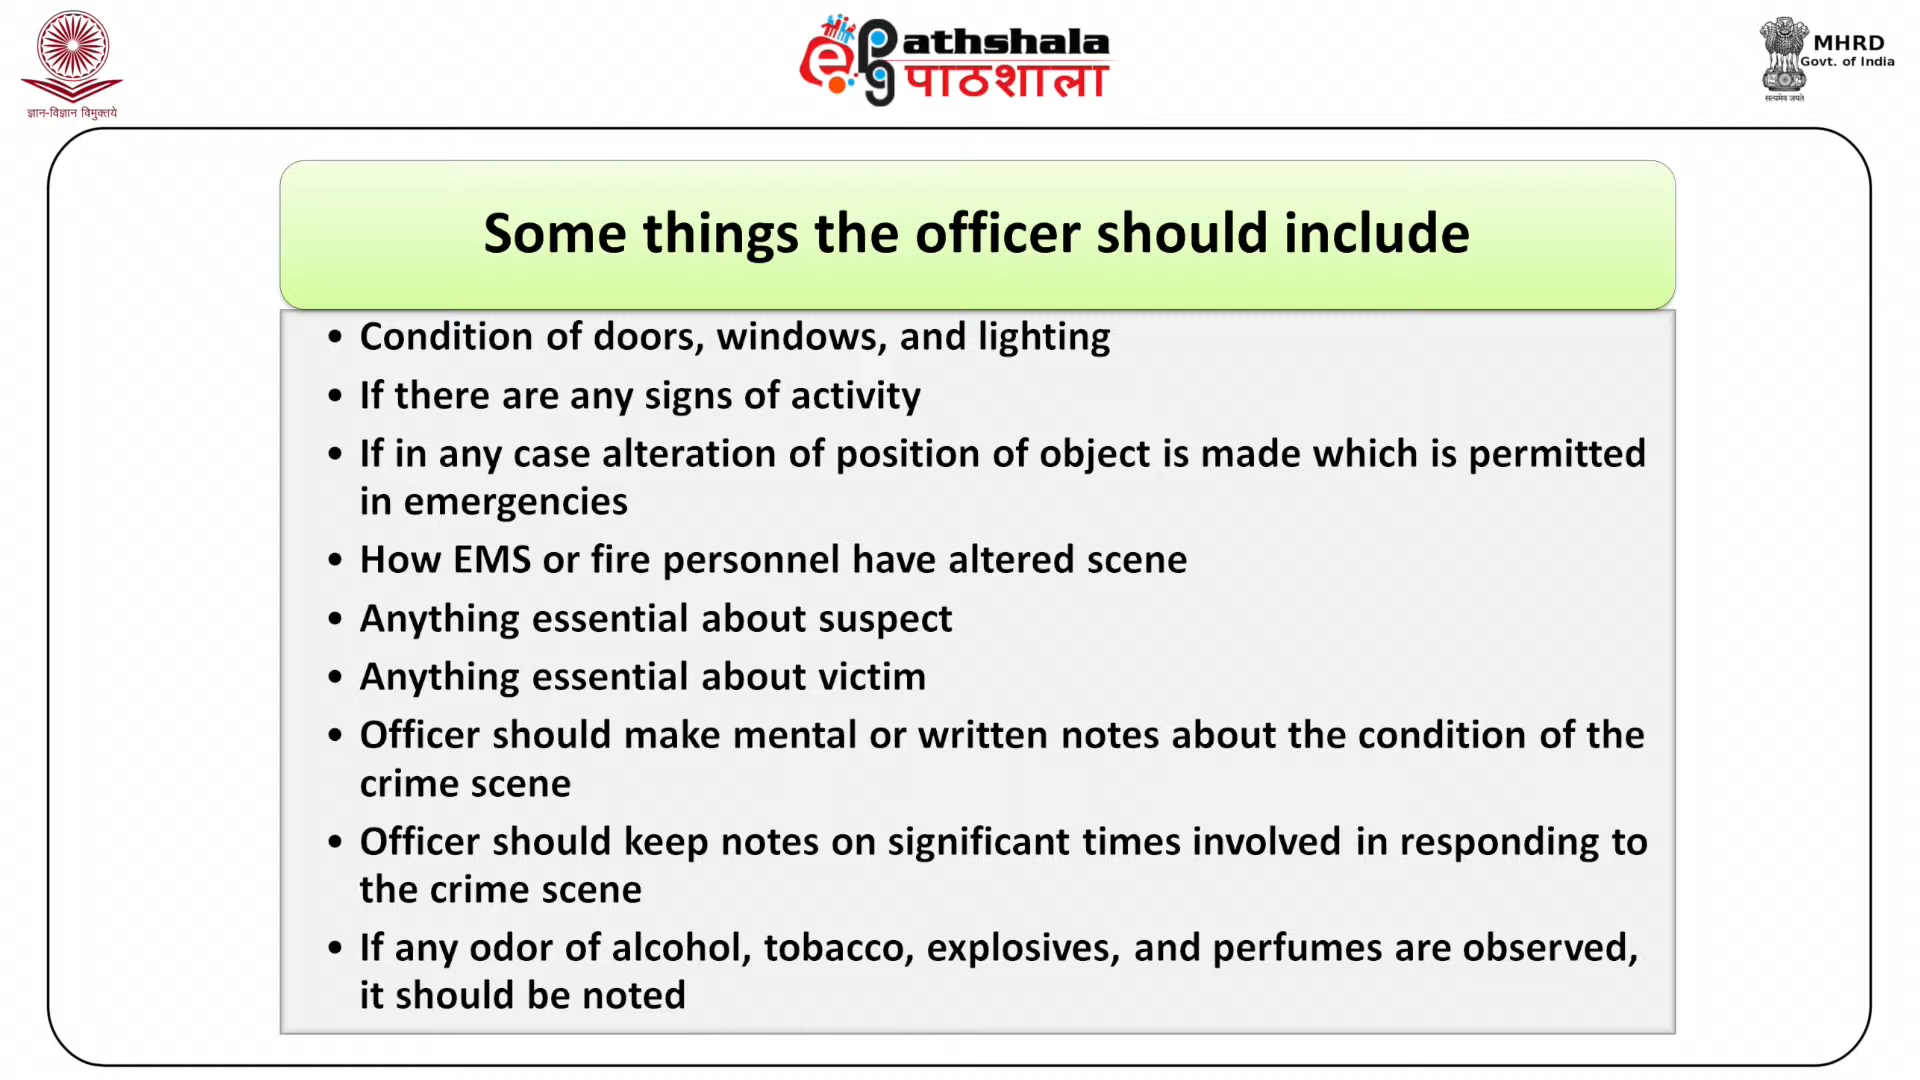 ज्ञान-विज्ञान विमुक्तये
e PG athshala
पाठशाला
MHRD
Govt. of India
सत्यमेव जयते
Some things the officer should include
• Condition of doors, windows, and lighting
• If there are any signs of activity
• If in any case alteration of position of object is made which is permitted
in emergencies
• How EMS or fire personnel have altered scene
• Anything essential about suspect
• Anything essential about victim
• Officer should make mental or written notes about the condition of the
crime scene
• Officer should keep notes on significant times involved in responding to
the crime scene
• If any odor of alcohol, tobacco, explosives, and perfumes are observed,
it should be noted